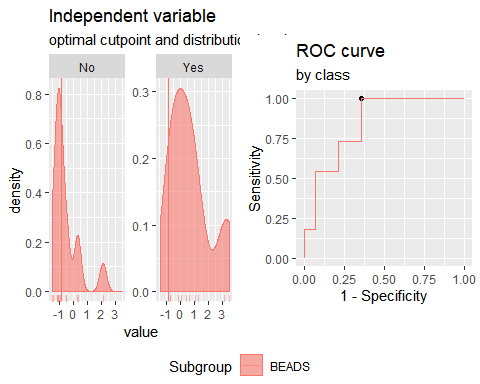 Independent variable
optimal cutpoint and distributio
No
Yes
0.8
0.6
0.4
0.2
0.0
density
-1 0 1 2 3
0.3
0.2
0.1
0.0
-1 0 1 2 3
value
ROC curve
by class
1.00
0.75
0.50
0.25
0.00
Sensitivity
0.00 0.25 0.50 0.75 1.00
1 - Specificity
Subgroup
BEADS